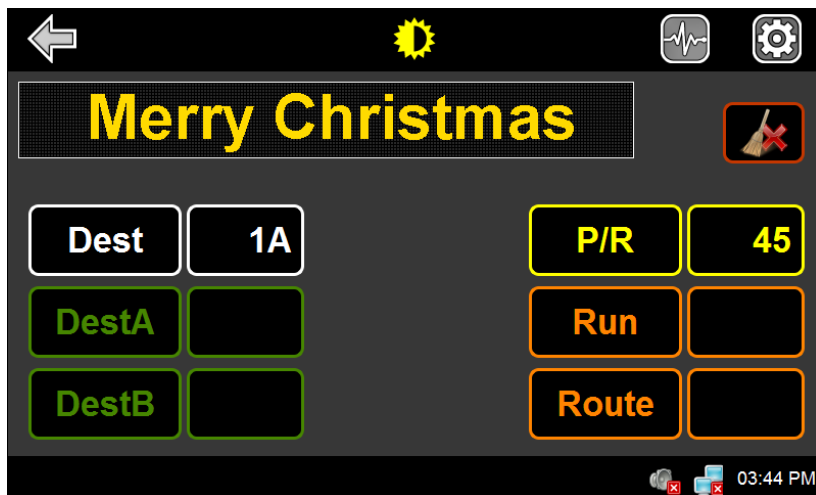 Merry Christmas
Dest 1A P/R 45
DestA Run
DestB Route
03:44 PM